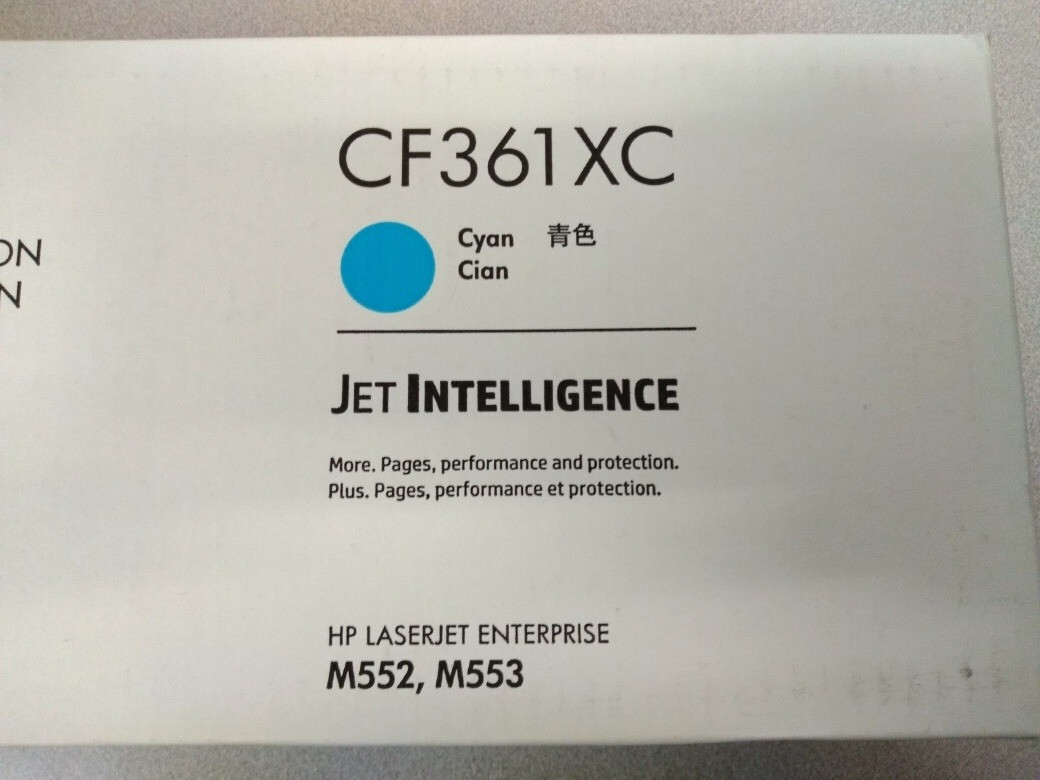 CF361XC
Cyan 青色
Cian
JET INTELLIGENCE
More. Pages, performance and protection.
Plus. Pages, performance et protection.
HP LASERJET ENTERPRISE
M552, M553